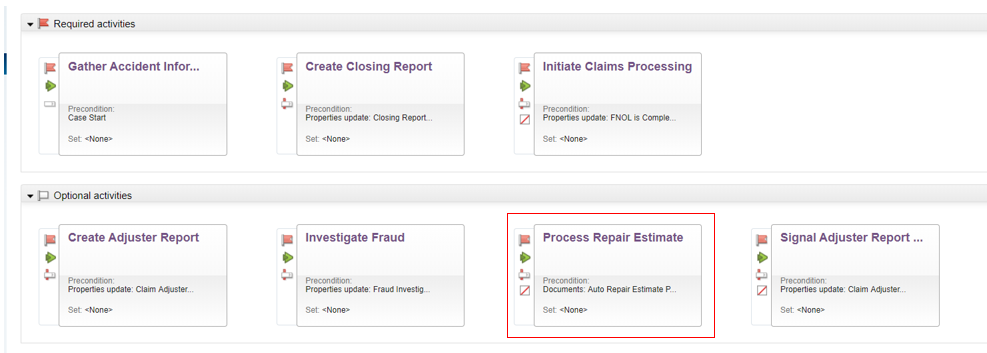 Required activities
Gather Accident Infor...
Precondition:
Case Start
Set: <None>
Create Closing Report
Precondition:
Properties update: Closing Report...
Set: <None>
Initiate Claims Processing
Precondition:
Properties update: FNOL is Comple...
Set: <None>
Optional activities
Create Adjuster Report
Precondition:
Properties update: Claim Adjuster...
Set: <None>
Investigate Fraud
Precondition:
Properties update: Fraud Investig...
Set: <None>
Process Repair Estimate
Precondition:
Documents: Auto Repair Estimate P...
Set: <None>
Signal Adjuster Report ...
Precondition:
Properties update: Claim Adjuster...
Set: <None>